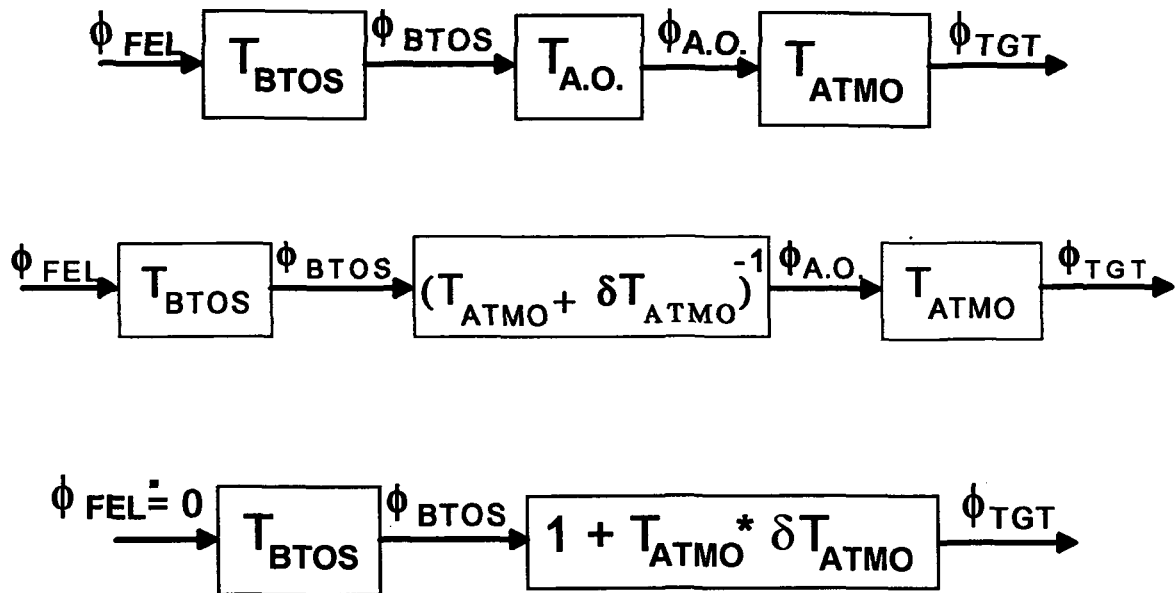 ϕ FEL T BTOS ϕ BTOS T A.O. ϕ A.O. T ATMO ϕ TGT
ϕ FEL T BTOS ϕ BTOS (T ATMO + δT ATMO)^-1 ϕ A.O. T ATMO ϕ TGT
ϕ FEL ≐ 0 T BTOS ϕ BTOS 1 + T ATMO * δT ATMO ϕ TGT